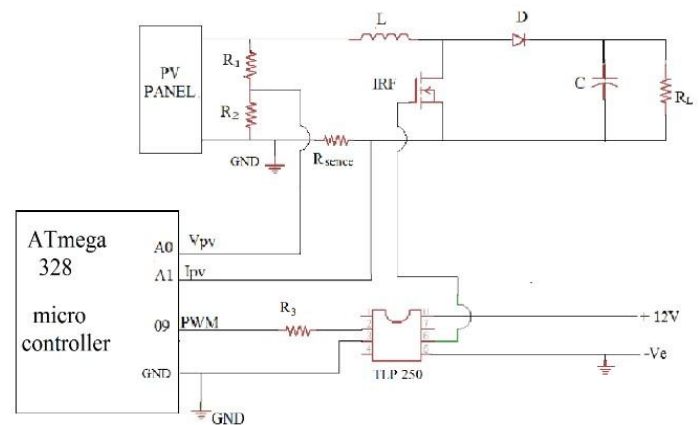 L
D
PV
PANEL
R1
R2
IRF
C
RL
GND
Rsence
ATmega
328
micro
controller
A0
Vpv
A1
Ipv
09
PWM
R3
GND
GND
TLP 250
+ 12V
-Ve